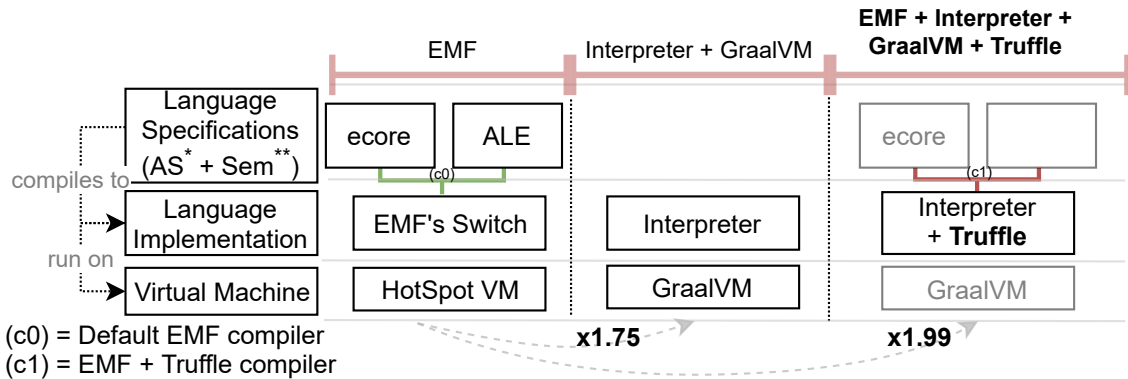 EMF
Interpreter + GraalVM
EMF + Interpreter +
GraalVM + Truffle
Language
Specifications
(AS* + Sem**)
ecore
ALE
ecore
(c0)
(c1)
compiles to
Language
Implementation
EMF's Switch
Interpreter
Interpreter
+ Truffle
run on
Virtual Machine
HotSpot VM
GraalVM
GraalVM
(c0) = Default EMF compiler
x1.75
x1.99
(c1) = EMF + Truffle compiler